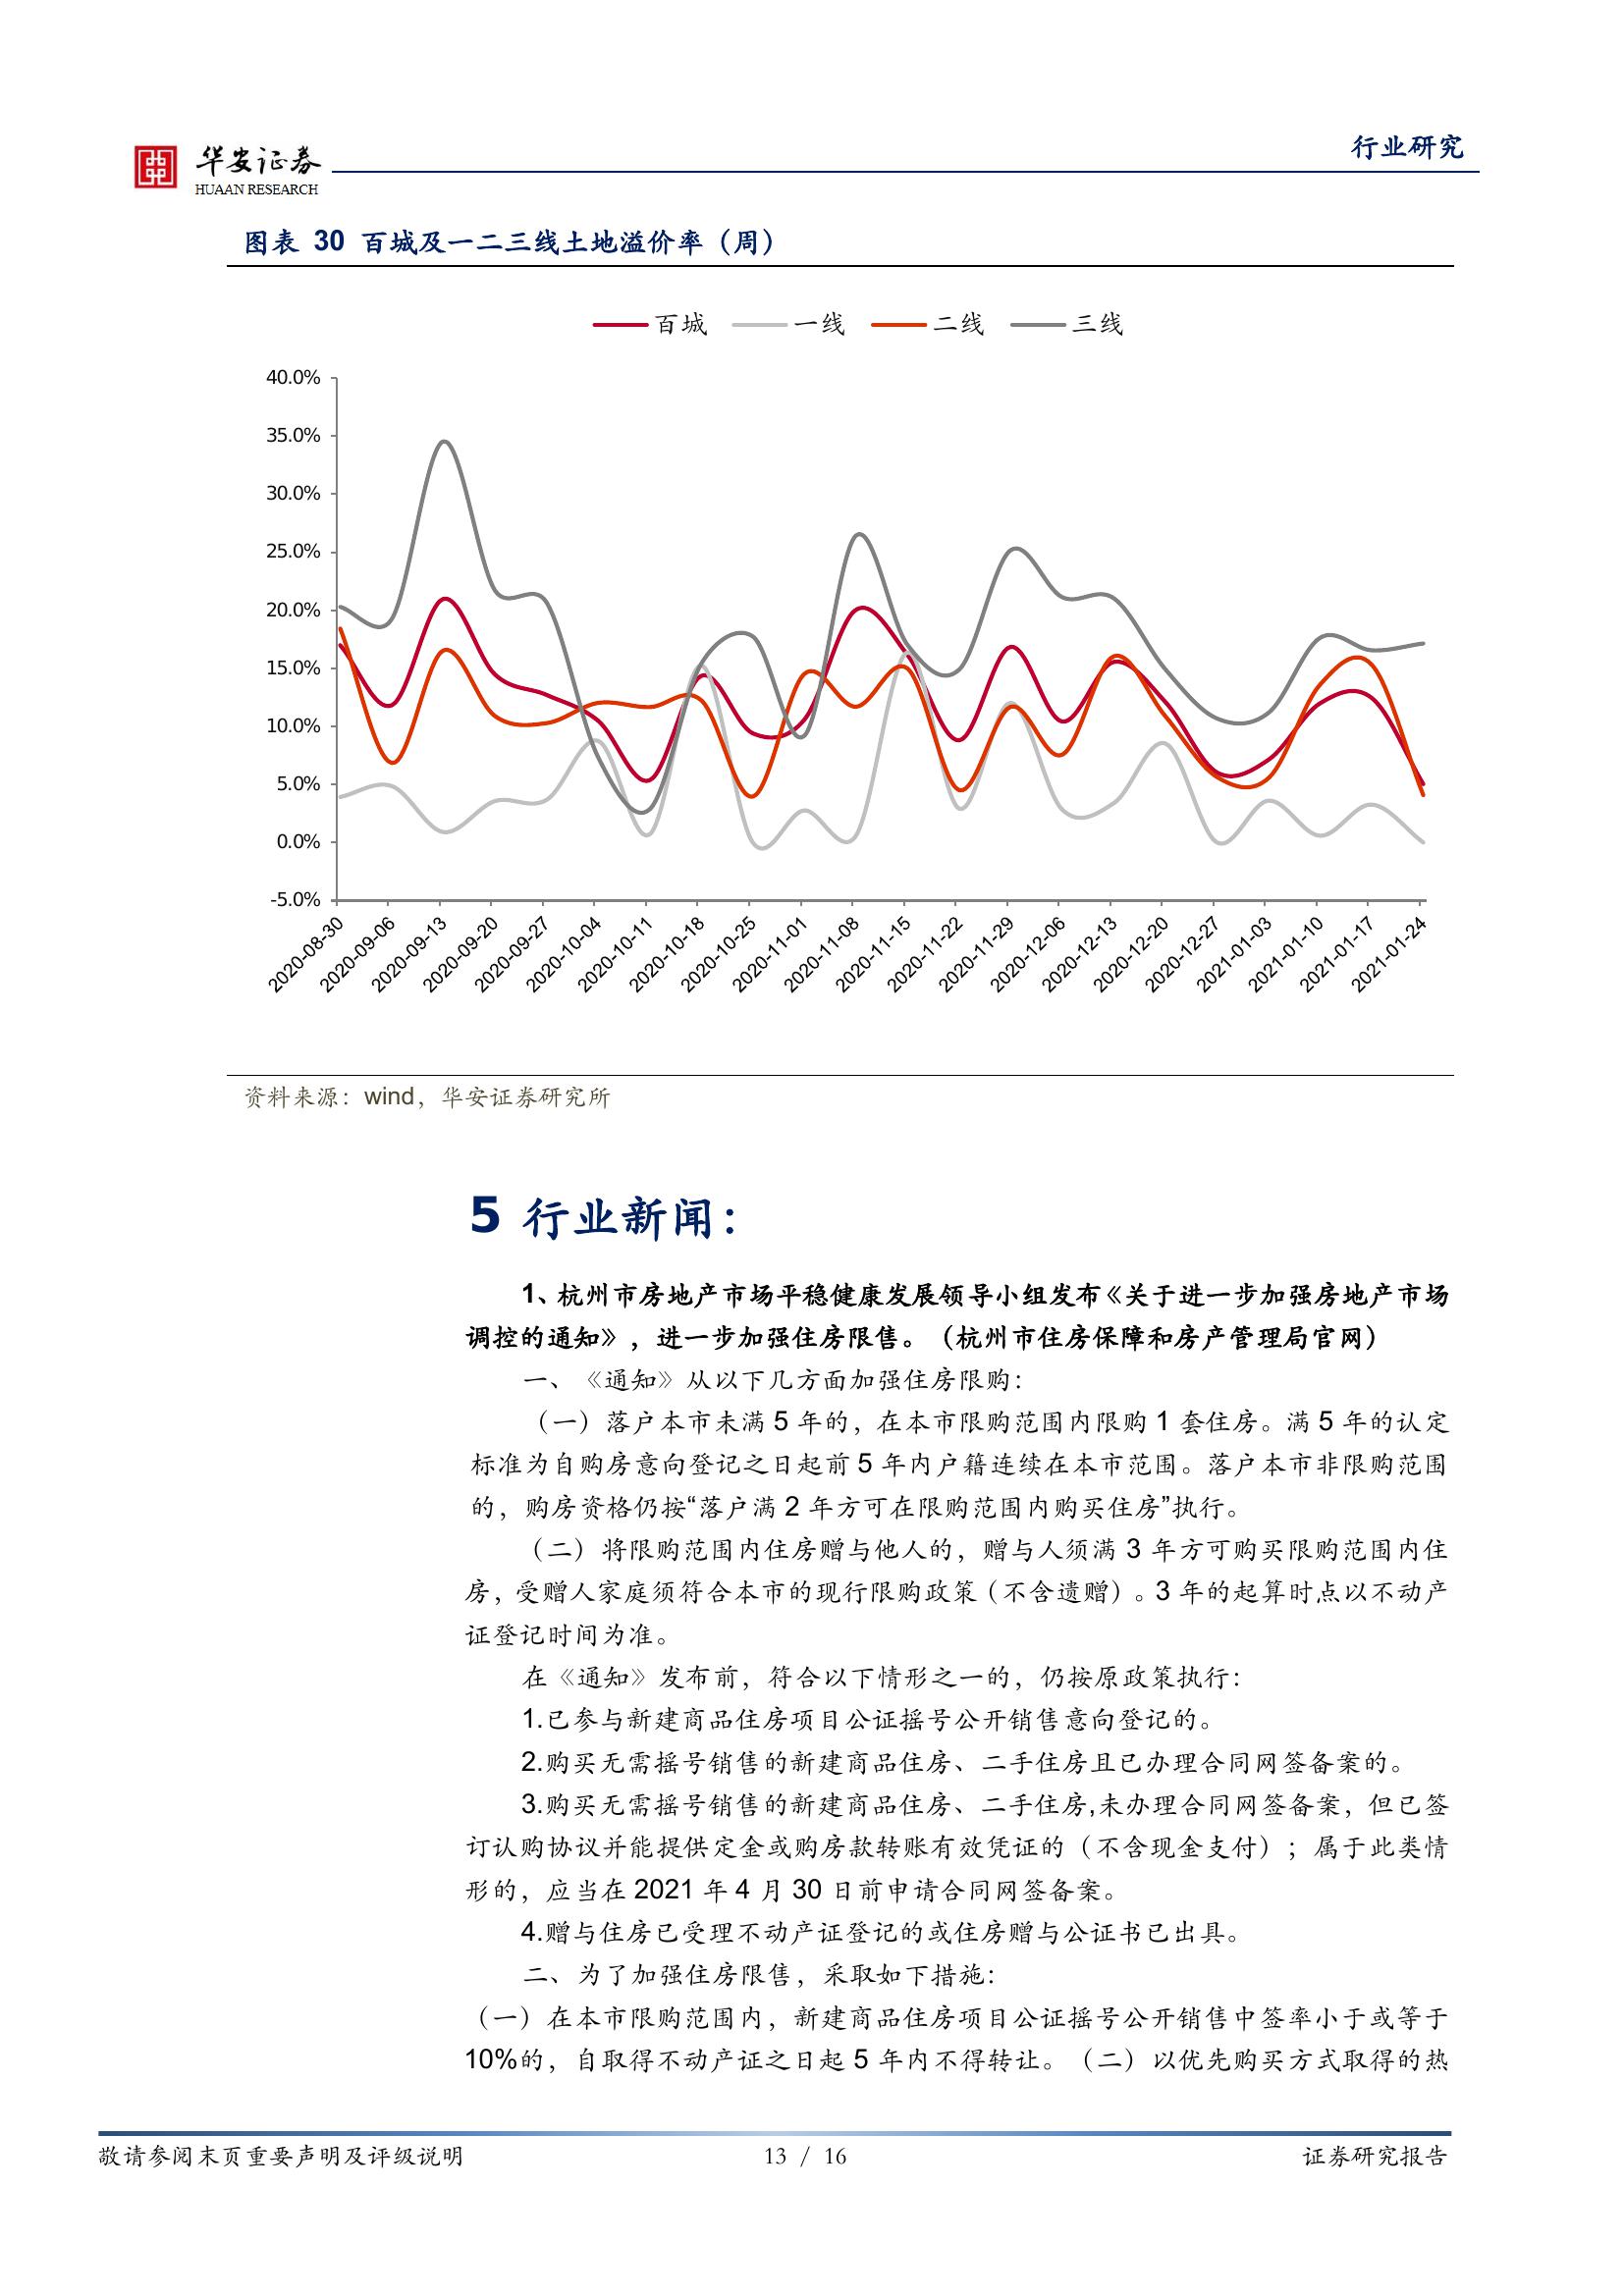 华安证券
HUAAN RESEARCH
行业研究
图表 30 百城及一二三线土地溢价率（周）
百城 一线 二线 三线
40.0%
35.0%
30.0%
25.0%
20.0%
15.0%
10.0%
5.0%
0.0%
-5.0%
2020-08-30
2020-09-06
2020-09-13
2020-09-20
2020-09-27
2020-10-04
2020-10-11
2020-10-18
2020-10-25
2020-11-01
2020-11-08
2020-11-15
2020-11-22
2020-11-29
2020-12-06
2020-12-13
2020-12-20
2020-12-27
2021-01-03
2021-01-10
2021-01-17
2021-01-24
资料来源：wind，华安证券研究所
5 行业新闻：
1、杭州市房地产市场平稳健康发展领导小组发布《关于进一步加强房地产市场
调控的通知》，进一步加强住房限售。（杭州市住房保障和房产管理局官网）
一、《通知》从以下几方面加强住房限购：
（一）落户本市未满 5 年的，在本市限购范围内限购 1 套住房。满 5 年的认定
标准为自购房意向登记之日起前 5 年内户籍连续在本市范围。落户本市非限购范围
的，购房资格仍按“落户满 2 年方可在限购范围内购买住房”执行。
（二）将限购范围内住房赠与他人的，赠与人须满 3 年方可购买限购范围内住
房，受赠人家庭须符合本市的现行限购政策（不含遗赠）。3 年的起算时点以不动产
证登记时间为准。
在《通知》发布前，符合以下情形之一的，仍按原政策执行：
1.已参与新建商品住房项目公证摇号公开销售意向登记的。
2.购买无需摇号销售的新建商品住房、二手住房且已办理合同网签备案的。
3.购买无需摇号销售的新建商品住房、二手住房,未办理合同网签备案，但已签
订认购协议并能提供定金或购房款转账有效凭证的（不含现金支付）；属于此类情
形的，应当在 2021 年 4 月 30 日前申请合同网签备案。
4.赠与住房已受理不动产证登记的或住房赠与公证书已出具。
二、为了加强住房限售，采取如下措施：
（一）在本市限购范围内，新建商品住房项目公证摇号公开销售中签率小于或等于
10%的，自取得不动产证之日起 5 年内不得转让。（二）以优先购买方式取得的热
敬请参阅末页重要声明及评级说明
13 / 16
证券研究报告